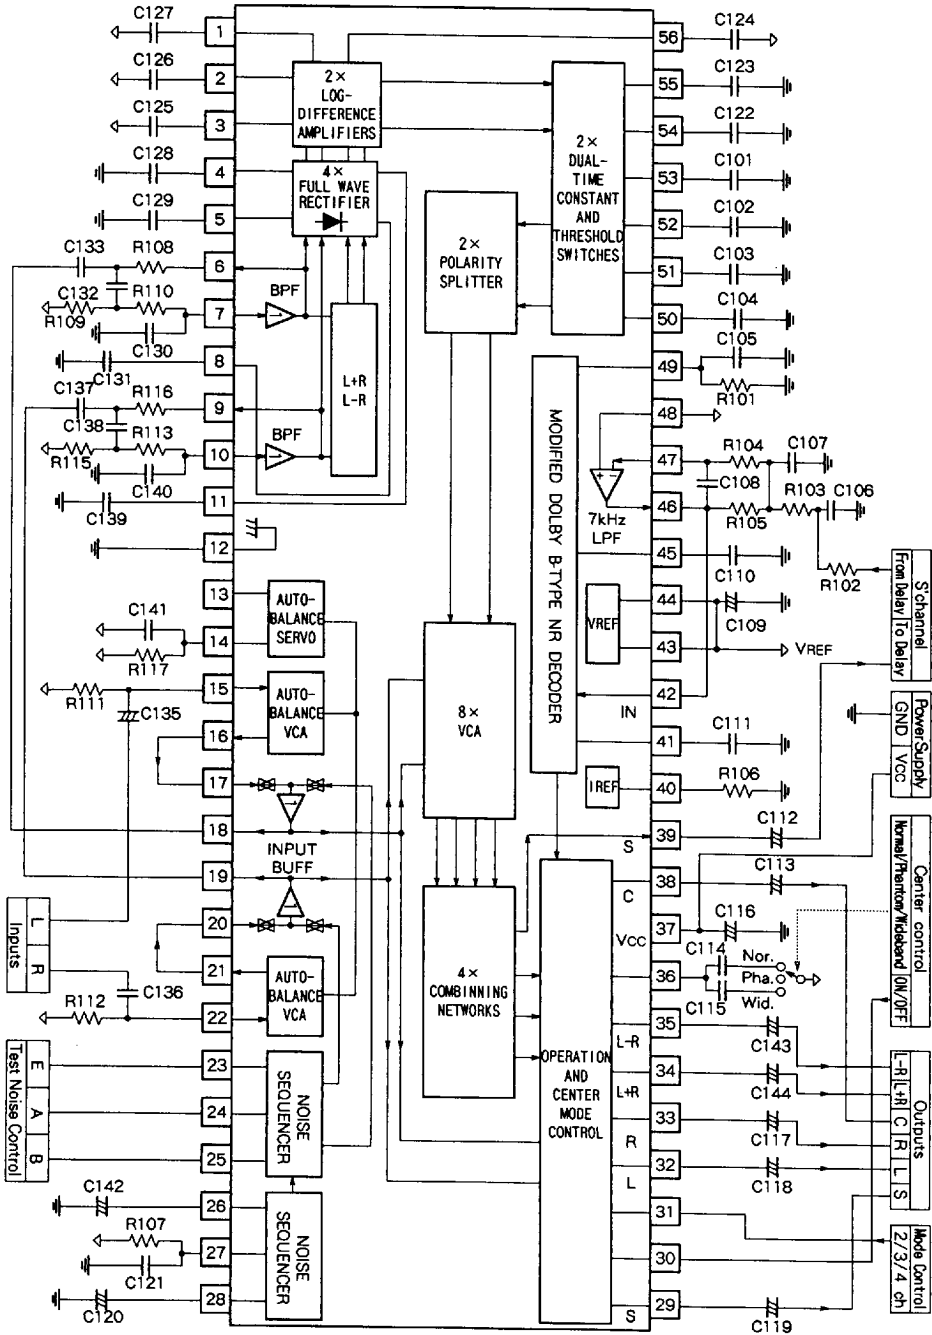 C127
1
C126
2
C125
3
C128
4
C129
5
C133
R108
6
C132
R110
R109
7
C130
8
C131
C137
R116
9
C138
R113
R115
10
C140
11
C139
12
13
C141
14
R117
15
R111
C135
16
17
18
19
20
21
C136
R112
22
23
24
25
C142
26
R107
27
C121
28
C120
L
R
Inputs
E
A
B
Test Noise Control
2×
LOG-
DIFFERENCE
AMPLIFIERS
4×
FULL WAVE
RECTIFIER
BPF
BPF
L+R
L-R
AUTO-
BALANCE
SERVO
AUTO-
BALANCE
VCA
INPUT
BUFF
AUTO-
BALANCE
VCA
NOISE
SEQUENCER
NOISE
SEQUENCER
2×
POLARITY
SPLITTER
2×
DUAL-
TIME
CONSTANT
AND
THRESHOLD
SWITCHES
MODIFIED DOLBY B-TYPE NR DECODER
8×
VCA
4×
COMBINNING
NETWORKS
OPERATION
AND
CENTER
MODE
CONTROL
7kHz
LPF
VREF
IN
IREF
S
C
VCC
L-R
L+R
R
L
S
56
C124
55
C123
54
C122
53
C101
52
C102
51
C103
50
C104
C105
49
R101
48
47
R104
C107
C108
R103
C106
46
R105
45
C110
R102
44
C109
43
VREF
42
41
C111
40
R106
39
C112
38
C113
37
C116
C114
Nor.
36
Pha.
C115
Wid.
35
C143
34
C144
33
C117
32
C118
31
30
29
C119
S'channel
From Delay
To Delay
PowerSupply
GND
VCC
Center control
Normal/Phantom/Wideband
ON/OFF
Outputs
L-R
L+R
C
R
L
S
Mode Control
2/3/4 ch